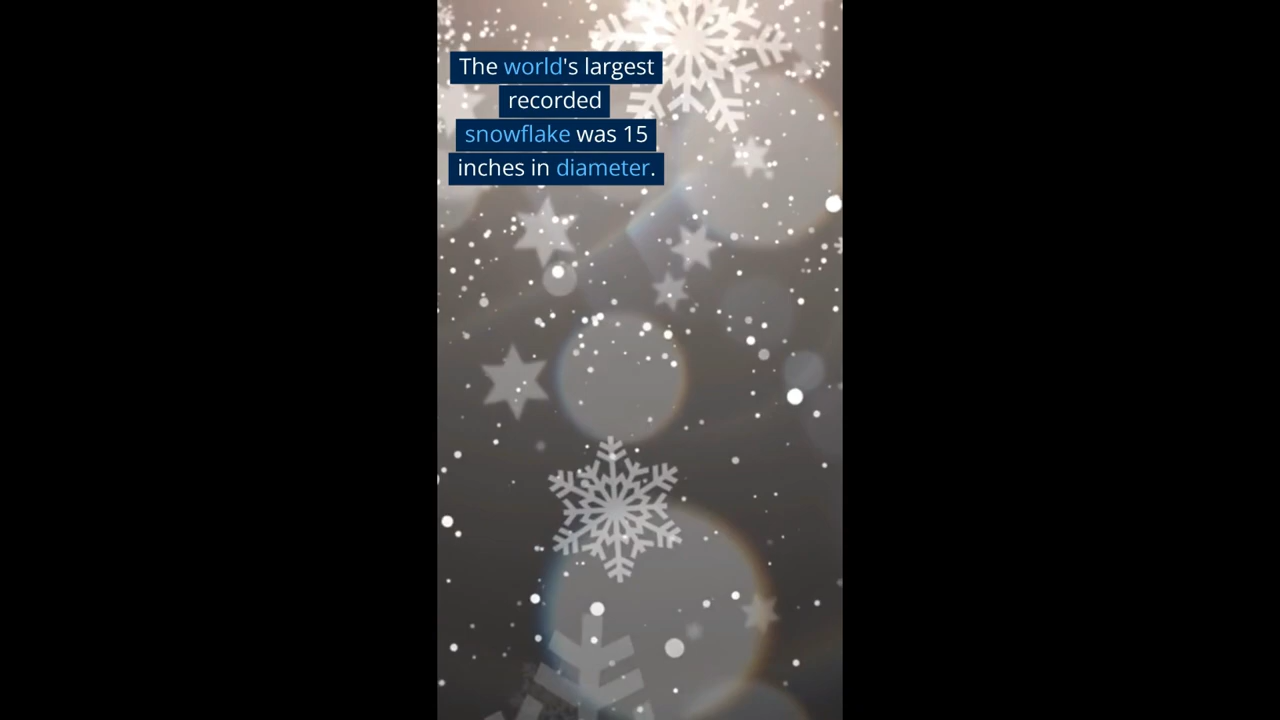 The world's largest
recorded
snowflake was 15
inches in diameter.